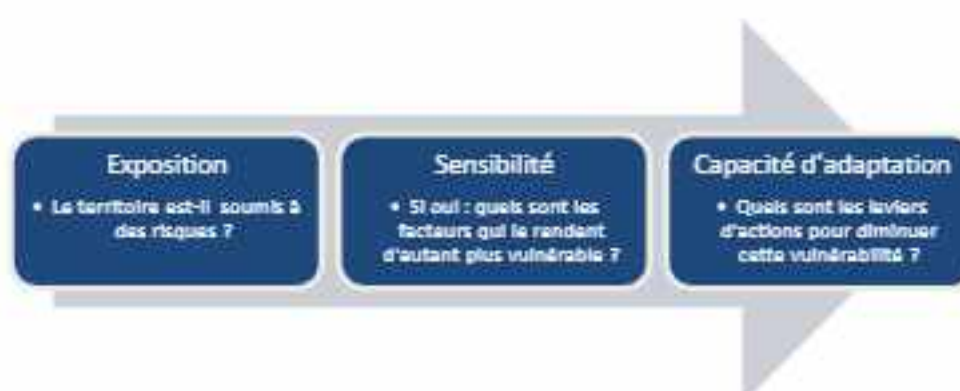 Exposition
• Le territoire est-il soumis à
des risques ?
Sensibilité
• Si oui : quels sont les
facteurs qui le rendent
d'autant plus vulnérable ?
Capacité d'adaptation
• Quels sont les leviers
d'actions pour diminuer
cette vulnérabilité ?